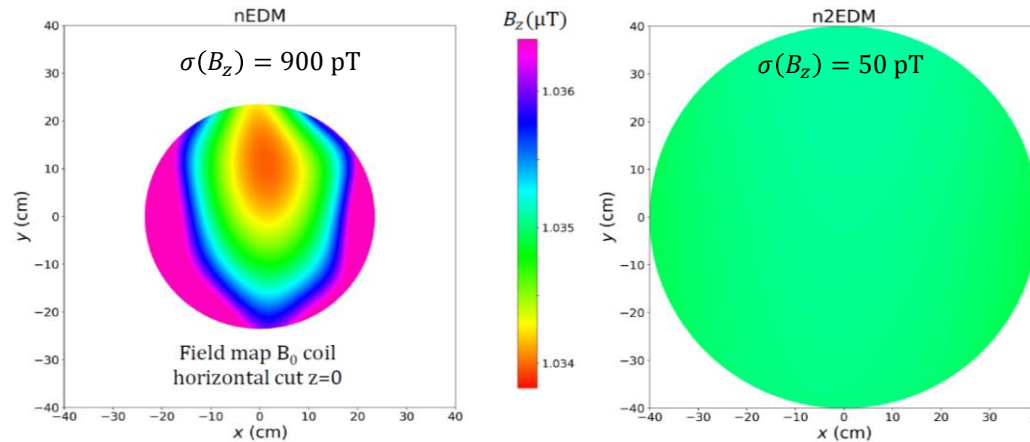 nEDM
σ(B_z) = 900 pT
40
30
20
10
0
−10
−20
−30
−40
y (cm)
Field map B₀ coil
horizontal cut z=0
−40 −30 −20 −10 0 10 20 30 40
x (cm)
B_z(μT)
1.036
1.035
1.034
n2EDM
σ(B_z) = 50 pT
40
30
20
10
0
−10
−20
−30
−40
y (cm)
−40 −30 −20 −10 0 10 20 30
x (cm)